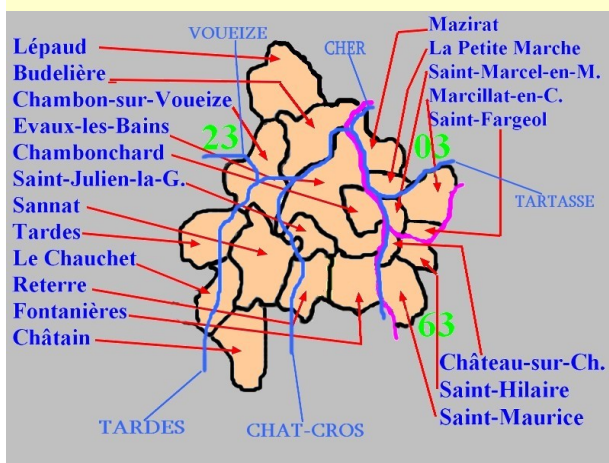 VOUEIZE
CHER
Lépaud
Budelière
Chambon-sur-Voueize
Evaux-les-Bains
Chambonchard
Saint-Julien-la-G.
Sannat
Tardes
Le Chauchet
Reterre
Fontanières
Châtain
Mazirat
La Petite Marche
Saint-Marcel-en-M.
Marcillat-en-C.
Saint-Fargeol
23
03
TARTASSE
63
Château-sur-Ch.
Saint-Hilaire
Saint-Maurice
TARDES
CHAT-CROS